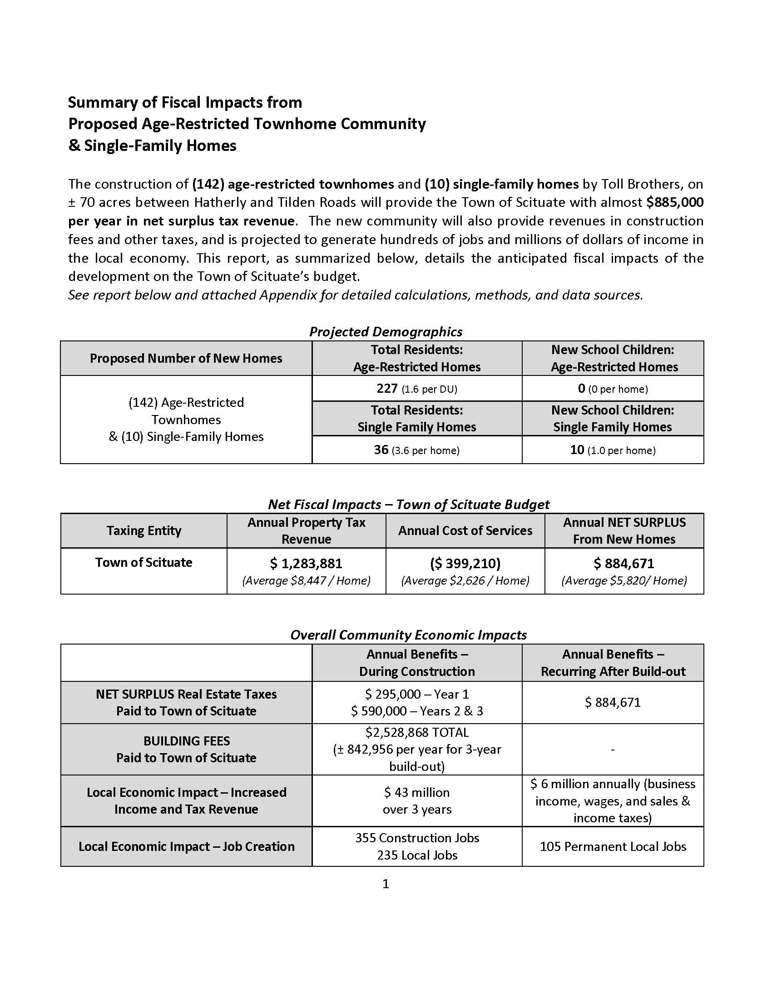 Summary of Fiscal Impacts from
Proposed Age-Restricted Townhome Community
& Single-Family Homes
The construction of (142) age-restricted townhomes and (10) single-family homes by Toll Brothers, on
± 70 acres between Hatherly and Tilden Roads will provide the Town of Scituate with almost $885,000
per year in net surplus tax revenue. The new community will also provide revenues in construction
fees and other taxes, and is projected to generate hundreds of jobs and millions of dollars of income in
the local economy. This report, as summarized below, details the anticipated fiscal impacts of the
development on the Town of Scituate’s budget.
See report below and attached Appendix for detailed calculations, methods, and data sources.
Projected Demographics
Proposed Number of New Homes
Total Residents:
Age-Restricted Homes
New School Children:
Age-Restricted Homes
(142) Age-Restricted
Townhomes
& (10) Single-Family Homes
227 (1.6 per DU)
0 (0 per home)
Total Residents:
Single Family Homes
New School Children:
Single Family Homes
36 (3.6 per home)
10 (1.0 per home)
Net Fiscal Impacts – Town of Scituate Budget
Taxing Entity
Annual Property Tax
Revenue
Annual Cost of Services
Annual NET SURPLUS
From New Homes
Town of Scituate
$ 1,283,881
(Average $8,447 / Home)
($ 399,210)
(Average $2,626 / Home)
$ 884,671
(Average $5,820/ Home)
Overall Community Economic Impacts
Annual Benefits –
During Construction
Annual Benefits –
Recurring After Build-out
NET SURPLUS Real Estate Taxes
Paid to Town of Scituate
$ 295,000 – Year 1
$ 590,000 – Years 2 & 3
$ 884,671
BUILDING FEES
Paid to Town of Scituate
$2,528,868 TOTAL
(± 842,956 per year for 3-year
build-out)
-
Local Economic Impact – Increased
Income and Tax Revenue
$ 43 million
over 3 years
$ 6 million annually (business
income, wages, and sales &
income taxes)
Local Economic Impact – Job Creation
355 Construction Jobs
235 Local Jobs
105 Permanent Local Jobs
1